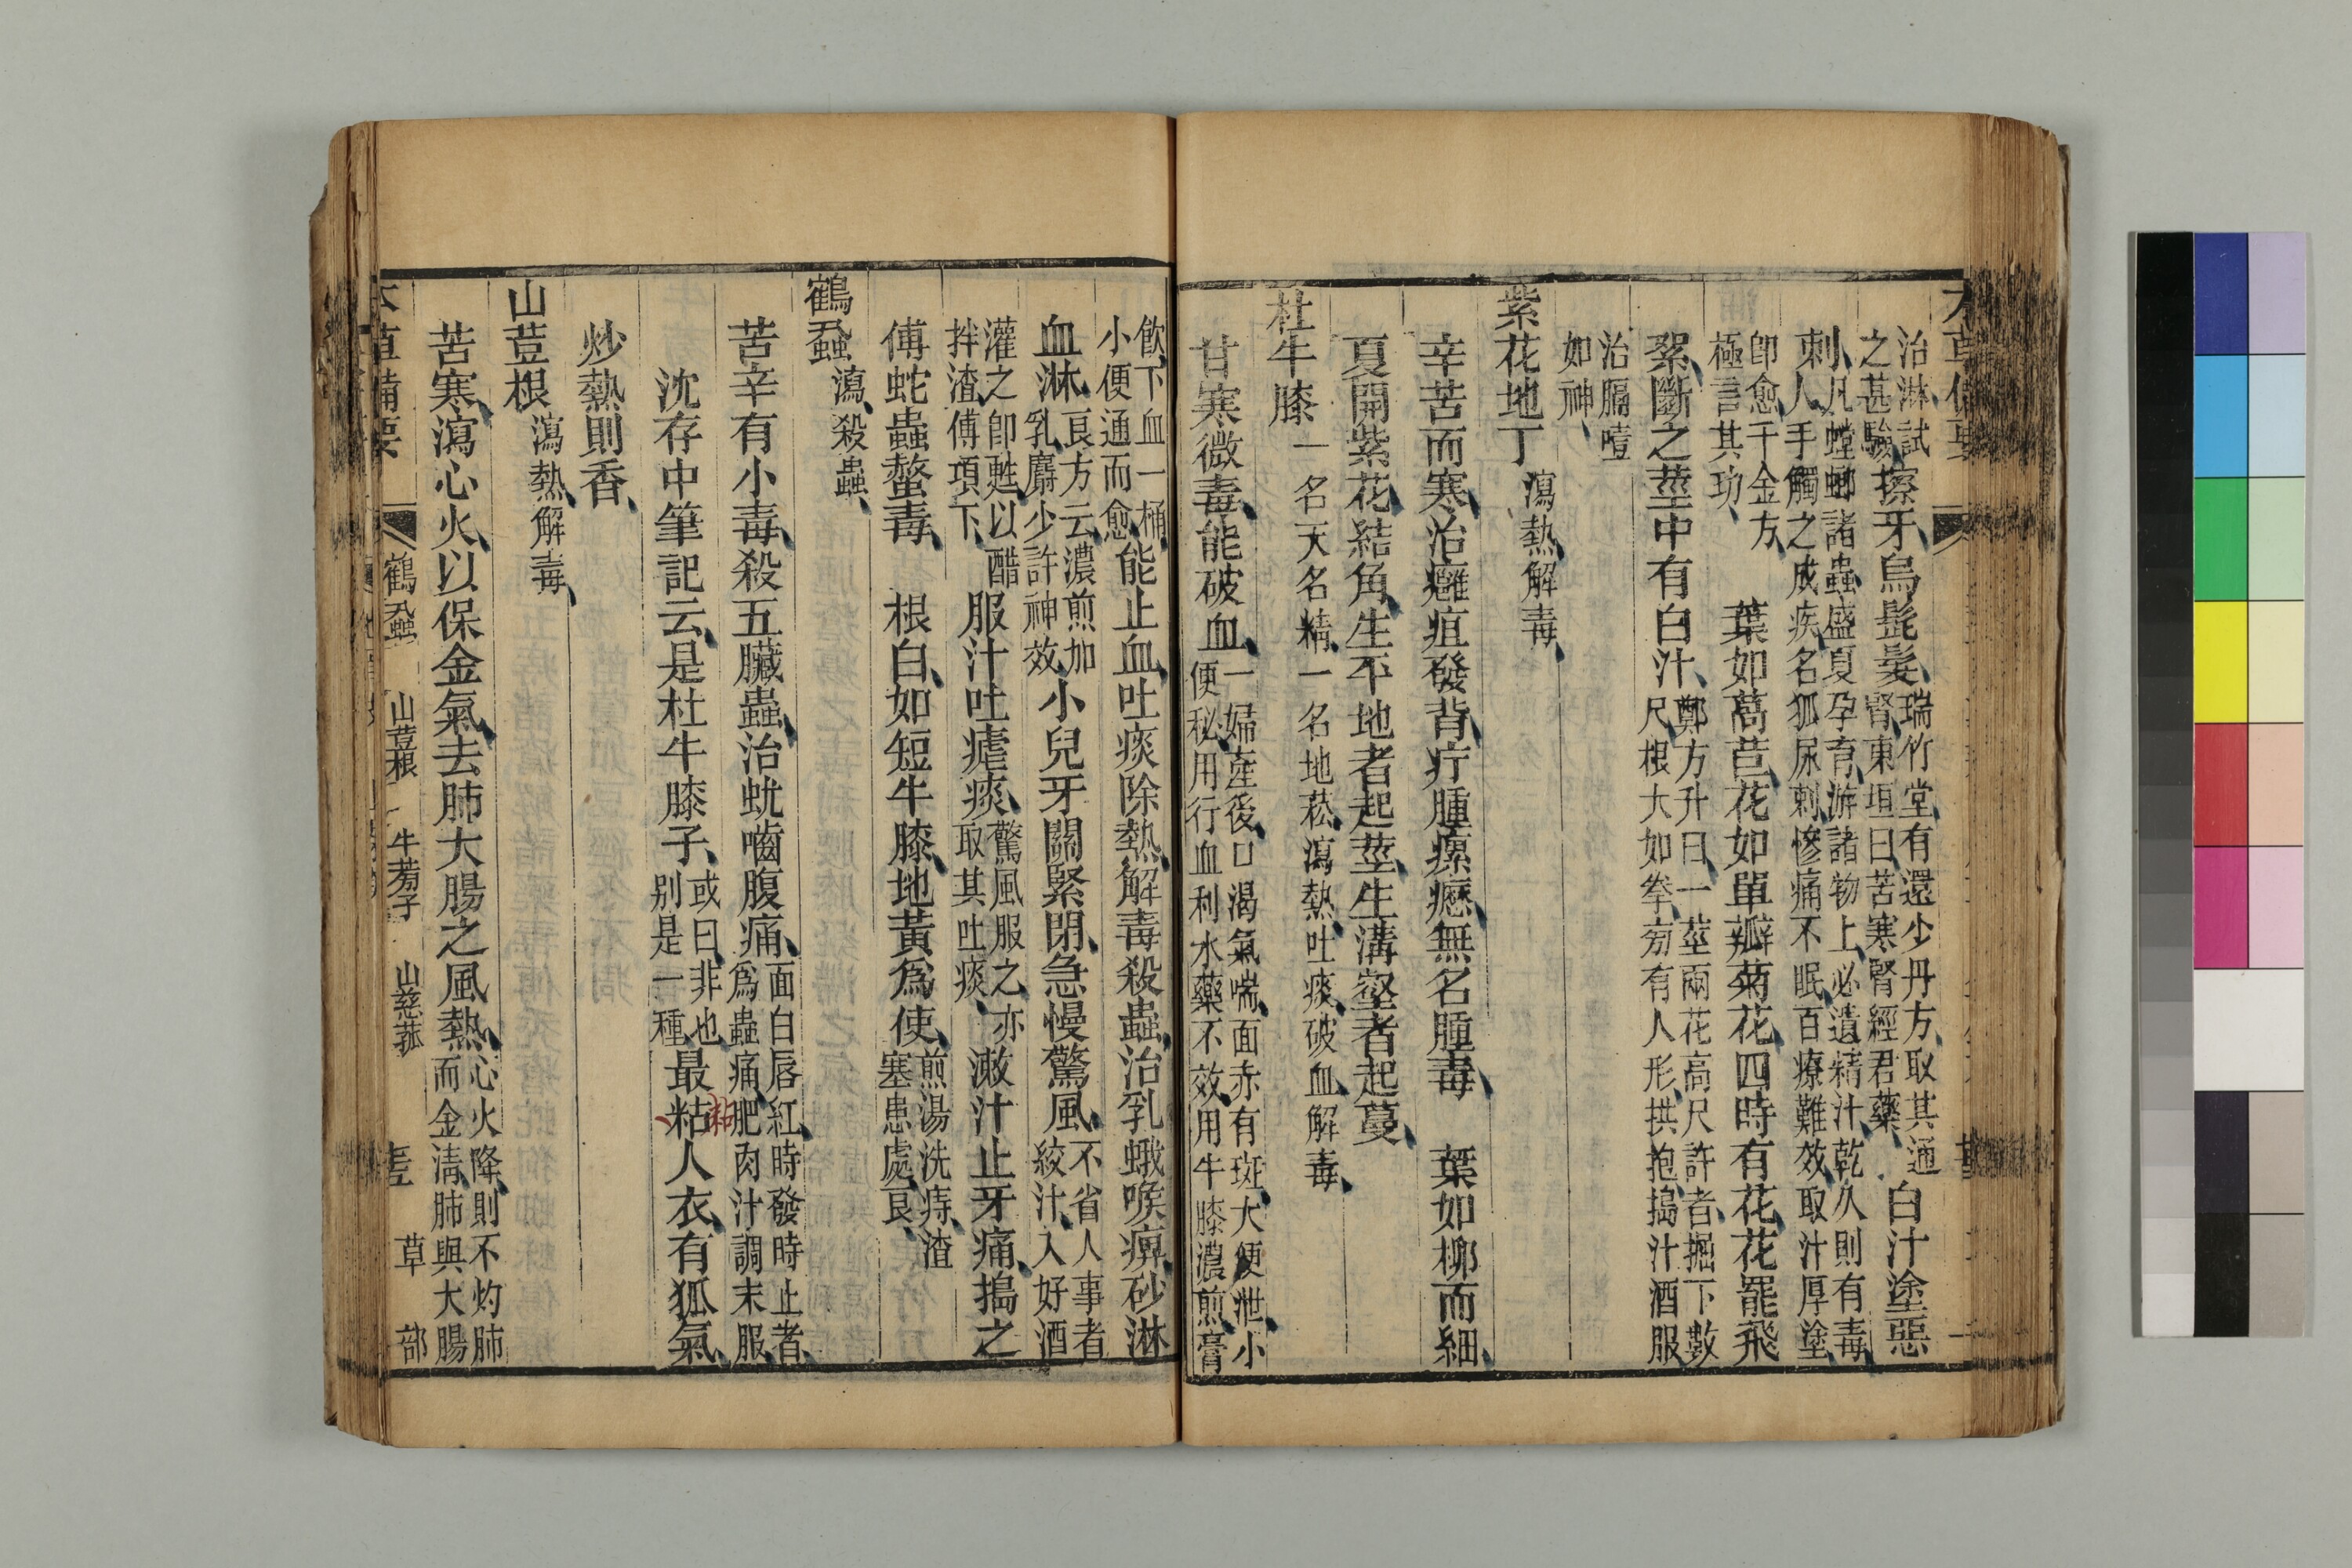 治淋試之甚驗擦牙烏髭髮瑞竹堂有還少丹方取其通腎東垣曰苦寒腎經君藥白汁塗惡
刺凡螳螂諸蟲盛夏孕育游諸物上必遺精汁乾久則有毒人手觸之成疾名狐尿刺慘痛不眠百療難效取汁厚塗
即愈千金方極言其功葉如萵苣花如單瓣菊花四時有花花罷飛
絮斷之莖中有白汁鄭方升曰一莖兩花高尺許者掘下數尺根大如拳旁有人形拱抱搗汁酒服
治膈噎如神
紫花地丁瀉熱解毒
辛苦而寒治癰疽發背疔腫瘰癧無名腫毒 葉如柳而細
夏開紫花結角生平地者起莖生溝壑者起蔓
杜牛膝一名天名精一名地菘瀉熱吐痰破血解毒
甘寒微毒能破血一婦產後口渴氣喘面赤有斑大便泄小便秘用行血利水藥不效用牛膝濃煎膏
飲下血一桶小便通而愈能止血吐痰除熱解毒殺蟲治乳蛾喉痺砂淋
血淋良方云濃煎加乳麝少許神效小兒牙關緊閉急慢驚風不省人事者絞汁入好酒
灌之卽甦以醋拌渣傅項下服汁吐瘧痰驚風服之亦取其吐痰漱汁止牙痛搗之
傅蛇蟲螫毒 根白如短牛膝地黃為使煎湯洗痔渣塞患處良
鶴蝨瀉殺蟲
苦辛有小毒殺五臟蟲治蚘嚙腹痛面白唇紅時發時止者為蟲痛肥肉汁調末服
沈存中筆記云是杜牛膝子或曰非也別是一種最粘人衣有狐氣
炒熱則香
山荳根瀉熱解毒
苦寒瀉心火以保金氣去肺大腸之風熱心火降則不灼肺而金清肺與大腸
本草備要 鶴蝨 山荳根 牛蒡子 山慈菰 草部